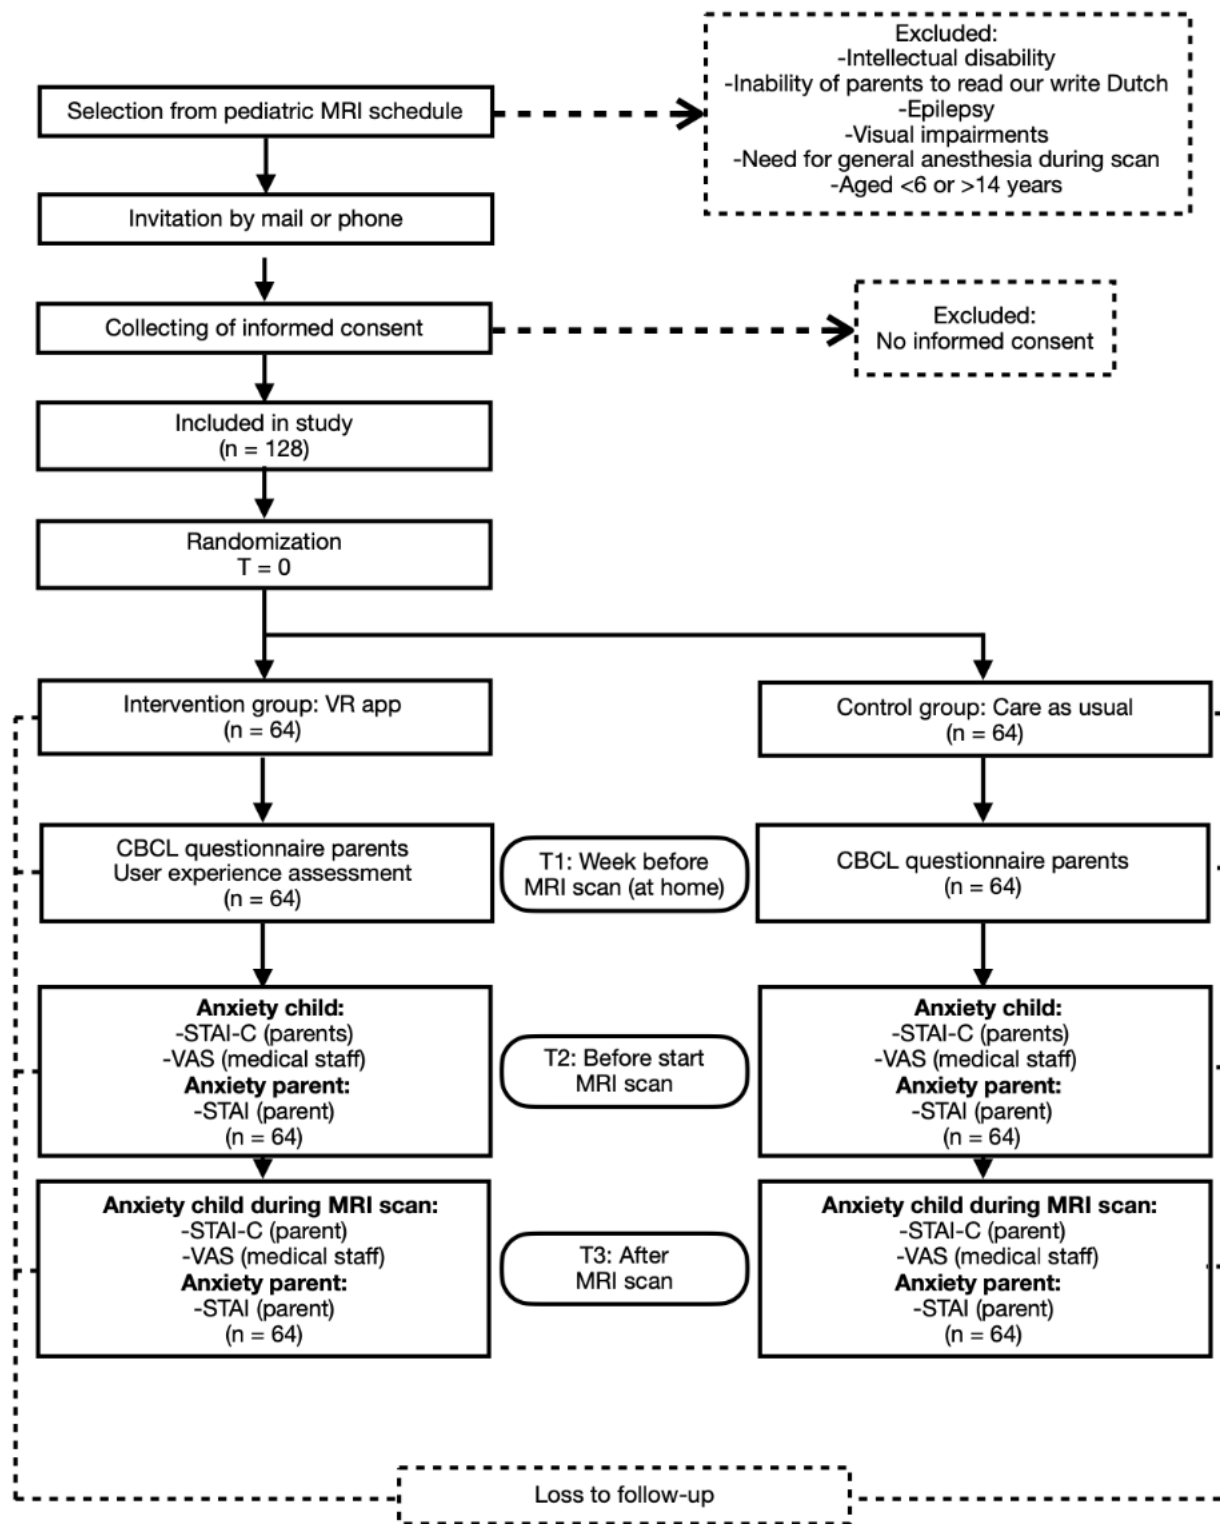 Excluded:
-Intellectual disability
-Inability of parents to read our write Dutch
-Epilepsy
-Visual impairments
-Need for general anesthesia during scan
-Aged <6 or >14 years
Selection from pediatric MRI schedule
Invitation by mail or phone
Collecting of informed consent
Excluded:
No informed consent
Included in study
(n = 128)
Randomization
T = 0
Intervention group: VR app
(n = 64)
Control group: Care as usual
(n = 64)
CBCL questionnaire parents
User experience assessment
(n = 64)
T1: Week before
MRI scan (at home)
CBCL questionnaire parents
(n = 64)
Anxiety child:
-STAI-C (parents)
-VAS (medical staff)
Anxiety parent:
-STAI (parent)
(n = 64)
T2: Before start
MRI scan
Anxiety child:
-STAI-C (parents)
-VAS (medical staff)
Anxiety parent:
-STAI (parent)
(n = 64)
Anxiety child during MRI scan:
-STAI-C (parent)
-VAS (medical staff)
Anxiety parent:
-STAI (parent)
(n = 64)
T3: After
MRI scan
Anxiety child during MRI scan:
-STAI-C (parent)
-VAS (medical staff)
Anxiety parent:
-STAI (parent)
(n = 64)
Loss to follow-up